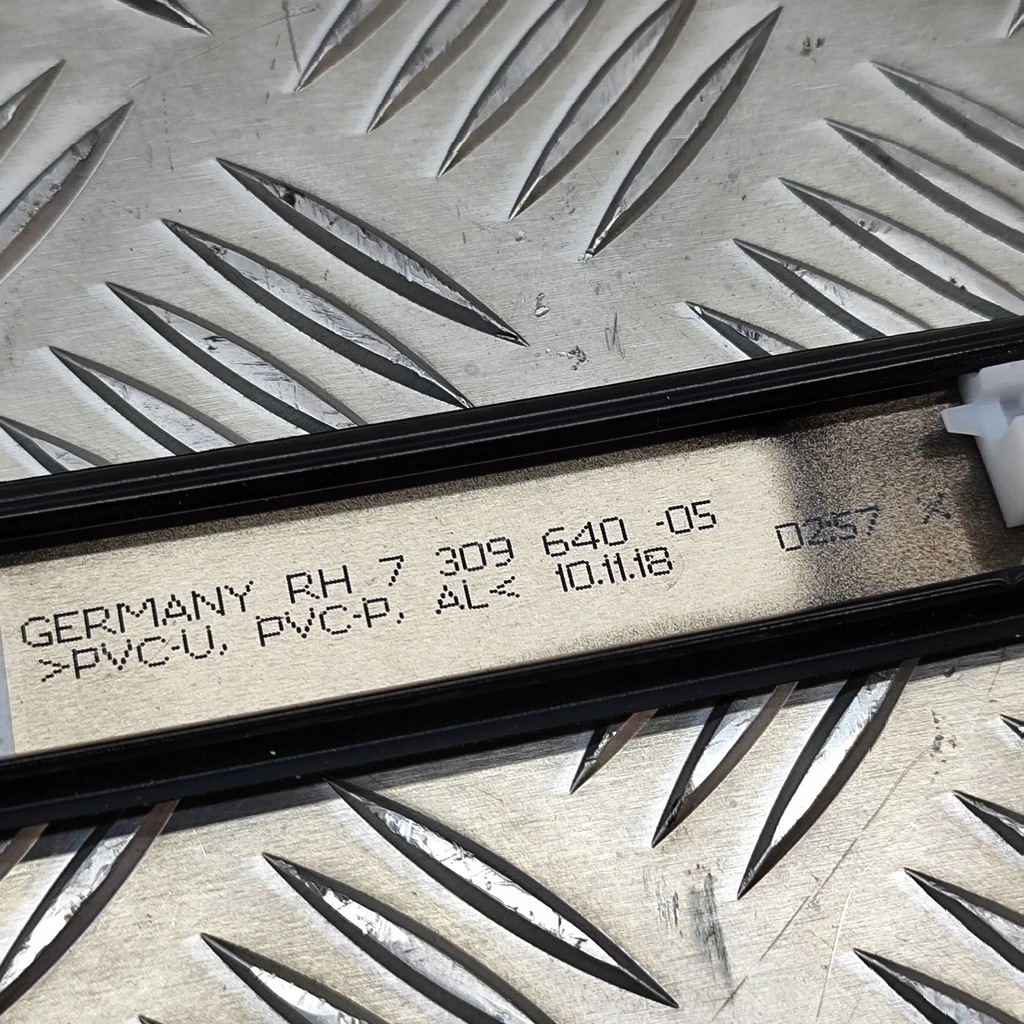 GERMANY RH 7 309 640 -05 02:57 X
>PVC-U, PVC-P, AL< 10.11.18